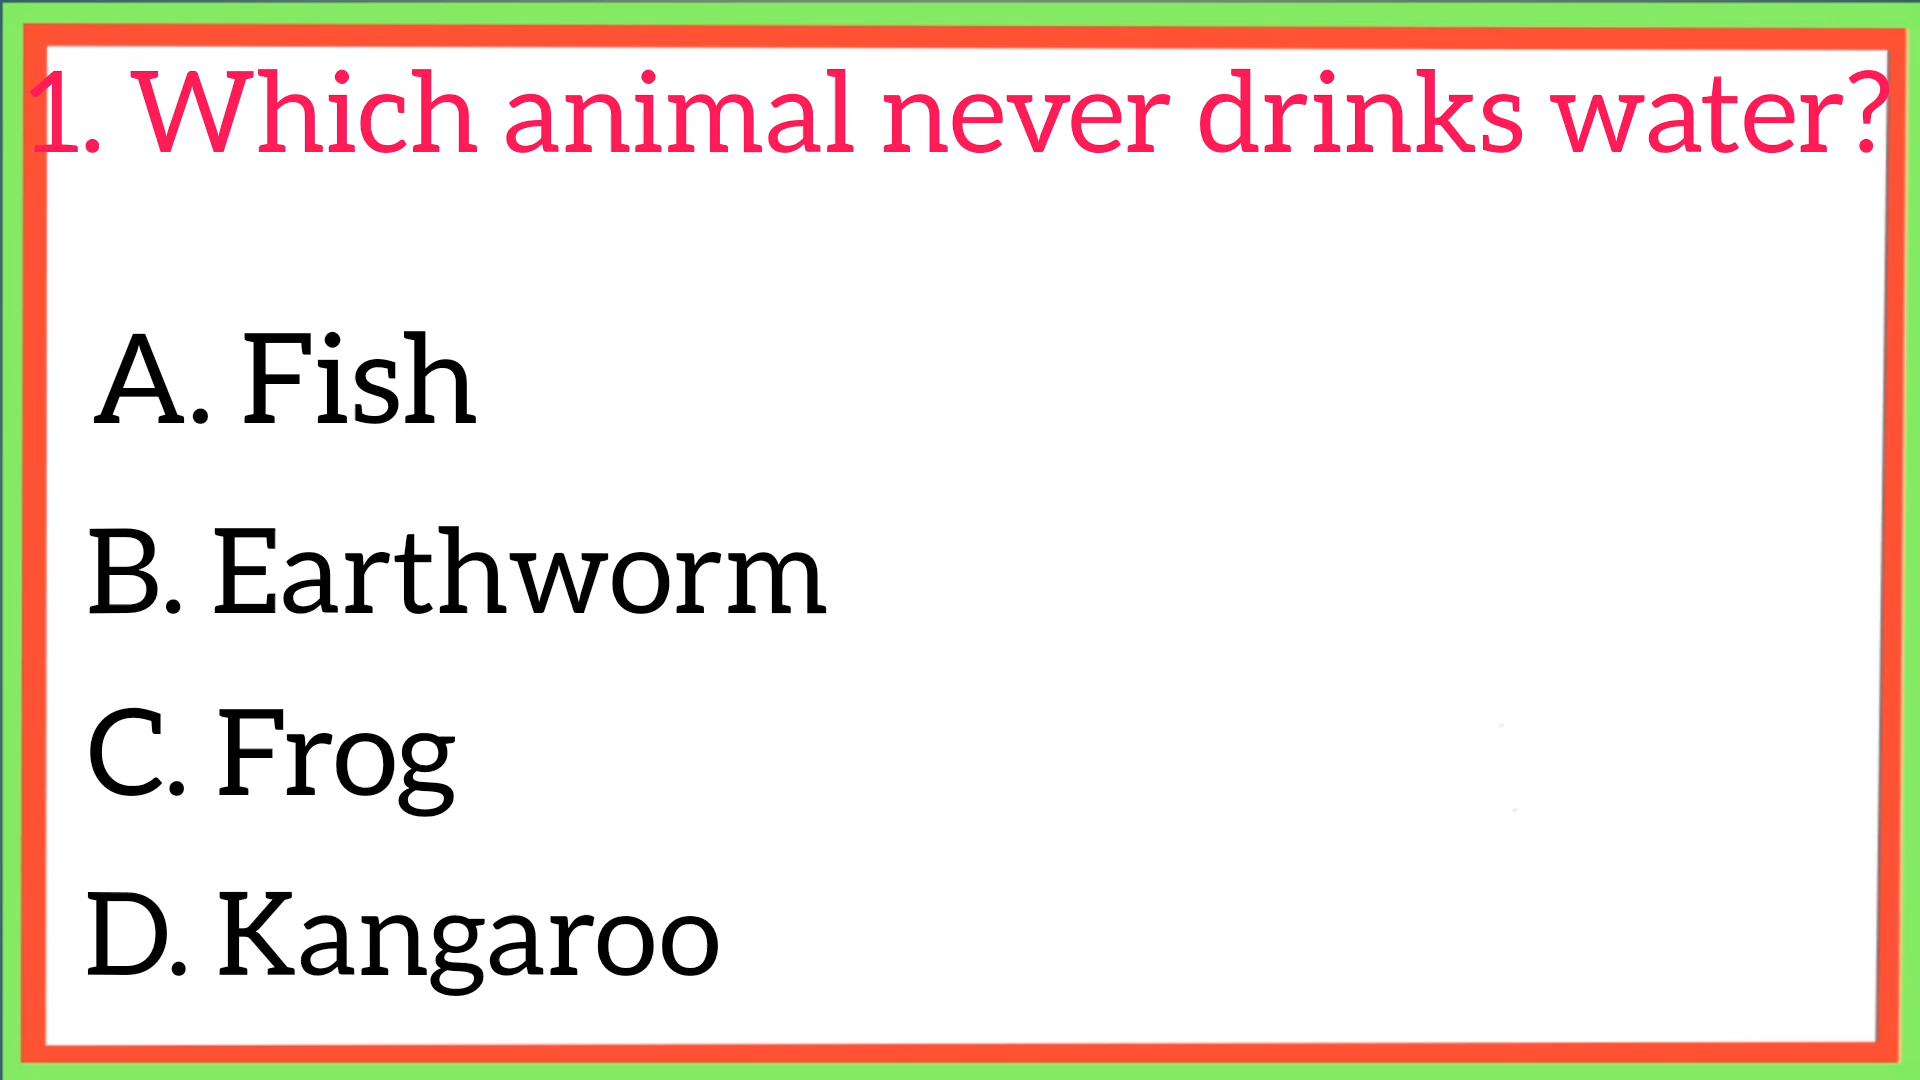 1. Which animal never drinks water?
A. Fish
B. Earthworm
C. Frog
D. Kangaroo